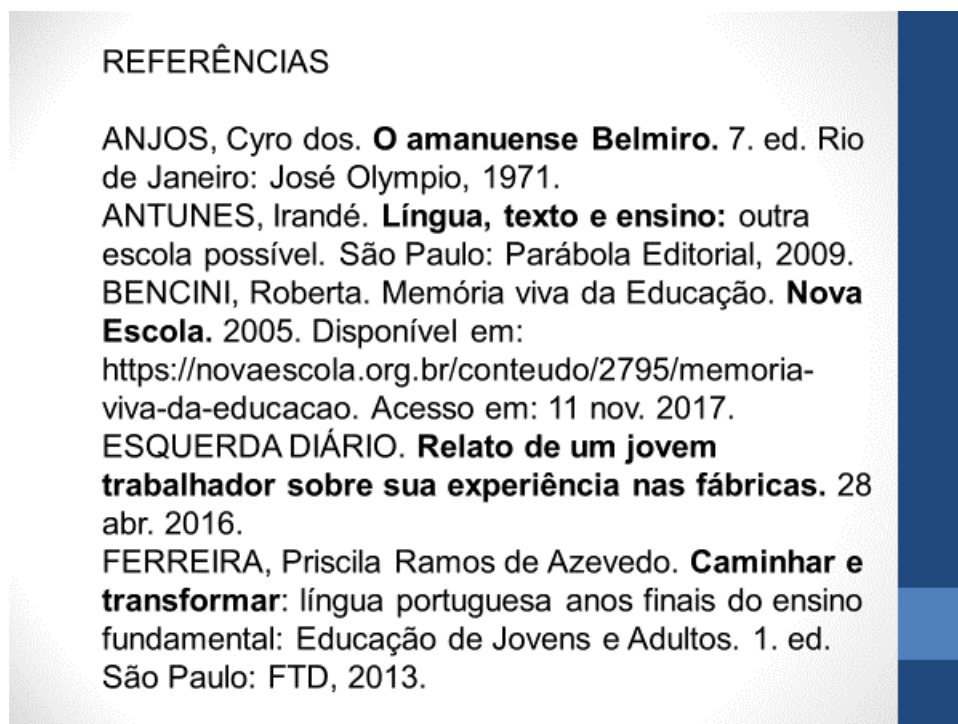 REFERÊNCIAS
ANJOS, Cyro dos. O amanuense Belmiro. 7. ed. Rio
de Janeiro: José Olympio, 1971.
ANTUNES, Irandé. Língua, texto e ensino: outra
escola possível. São Paulo: Parábola Editorial, 2009.
BENCINI, Roberta. Memória viva da Educação. Nova
Escola. 2005. Disponível em:
https://novaescola.org.br/conteudo/2795/memoria-
viva-da-educacao. Acesso em: 11 nov. 2017.
ESQUERDA DIÁRIO. Relato de um jovem
trabalhador sobre sua experiência nas fábricas. 28
abr. 2016.
FERREIRA, Priscila Ramos de Azevedo. Caminhar e
transformar: língua portuguesa anos finais do ensino
fundamental: Educação de Jovens e Adultos. 1. ed.
São Paulo: FTD, 2013.